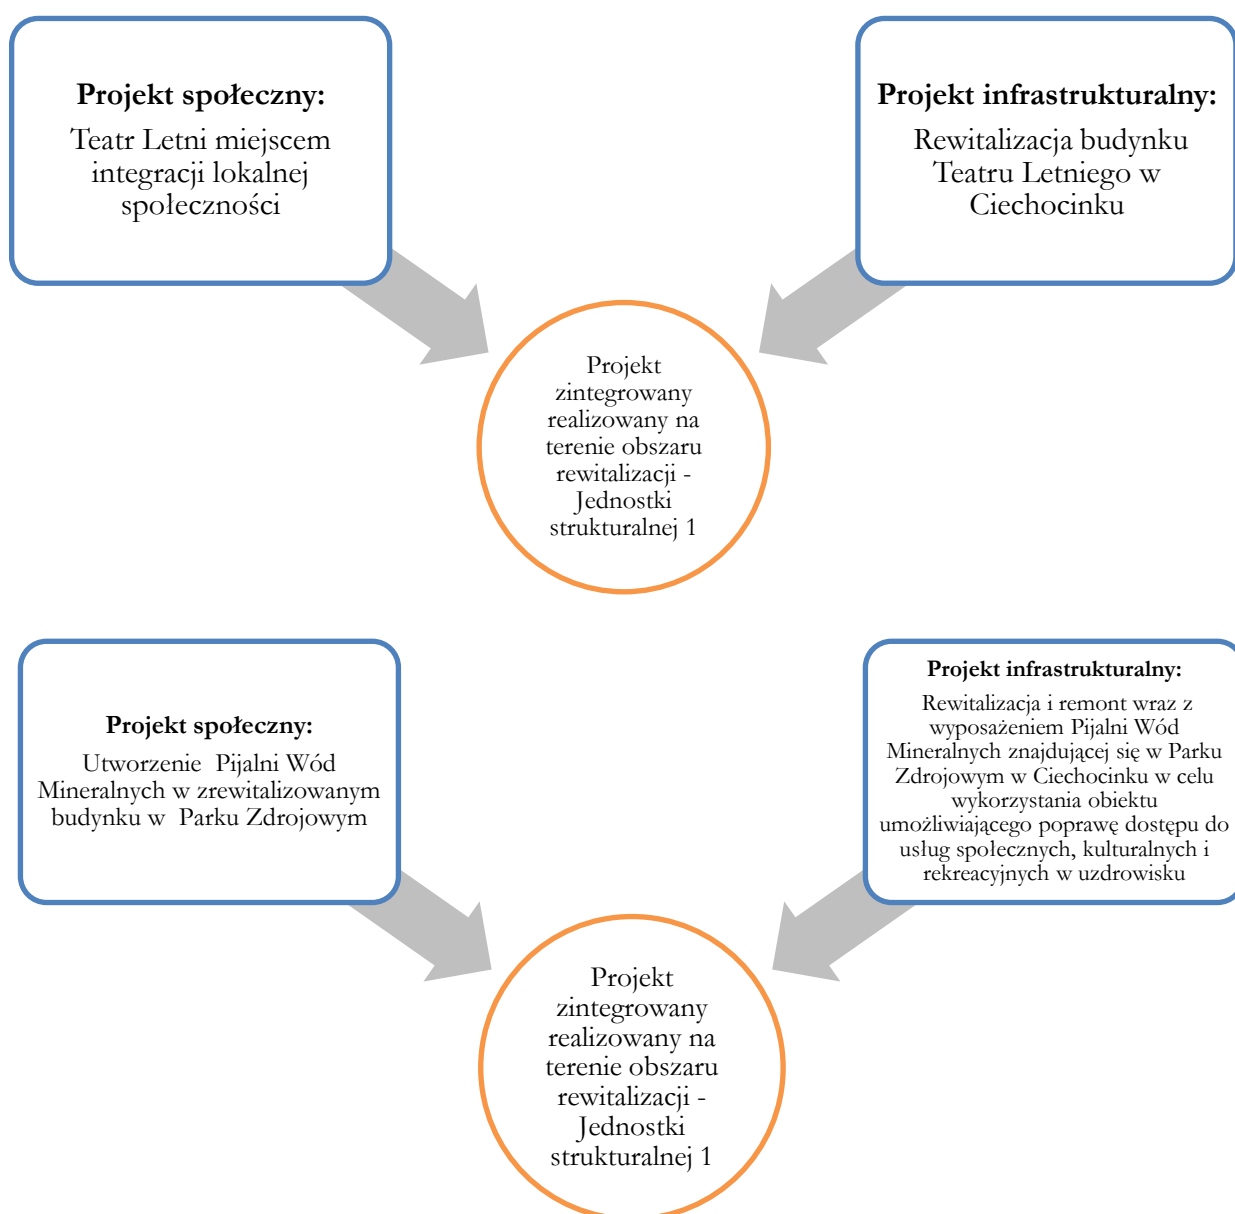 Projekt społeczny:
Teatr Letni miejscem
integracji lokalnej
społeczności
Projekt infrastrukturalny:
Rewitalizacja budynku
Teatru Letniego w
Ciechocinku
Projekt
zintegrowany
realizowany na
terenie obszaru
rewitalizacji -
Jednostki
strukturalnej 1
Projekt społeczny:
Utworzenie Pijalni Wód
Mineralnych w zrewitalizowanym
budynku w Parku Zdrojowym
Projekt infrastrukturalny:
Rewitalizacja i remont wraz z
wyposażeniem Pijalni Wód
Mineralnych znajdującej się w Parku
Zdrojowym w Ciechocinku w celu
wykorzystania obiektu
umożliwiającego poprawę dostępu do
usług społecznych, kulturalnych i
rekreacyjnych w uzdrowisku
Projekt
zintegrowany
realizowany na
terenie obszaru
rewitalizacji -
Jednostki
strukturalnej 1